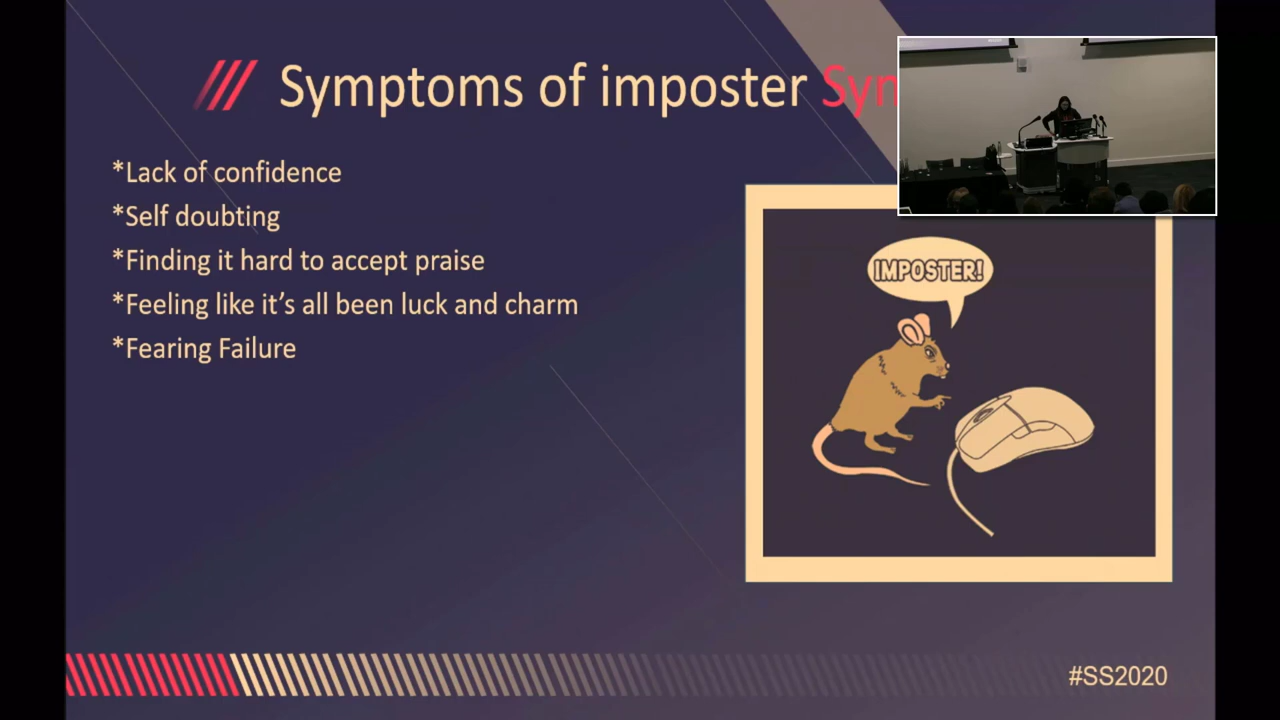 Symptoms of imposter Syn
*Lack of confidence
*Self doubting
*Finding it hard to accept praise
*Feeling like it's all been luck and charm
*Fearing Failure
IMPOSTER!
#SS2020